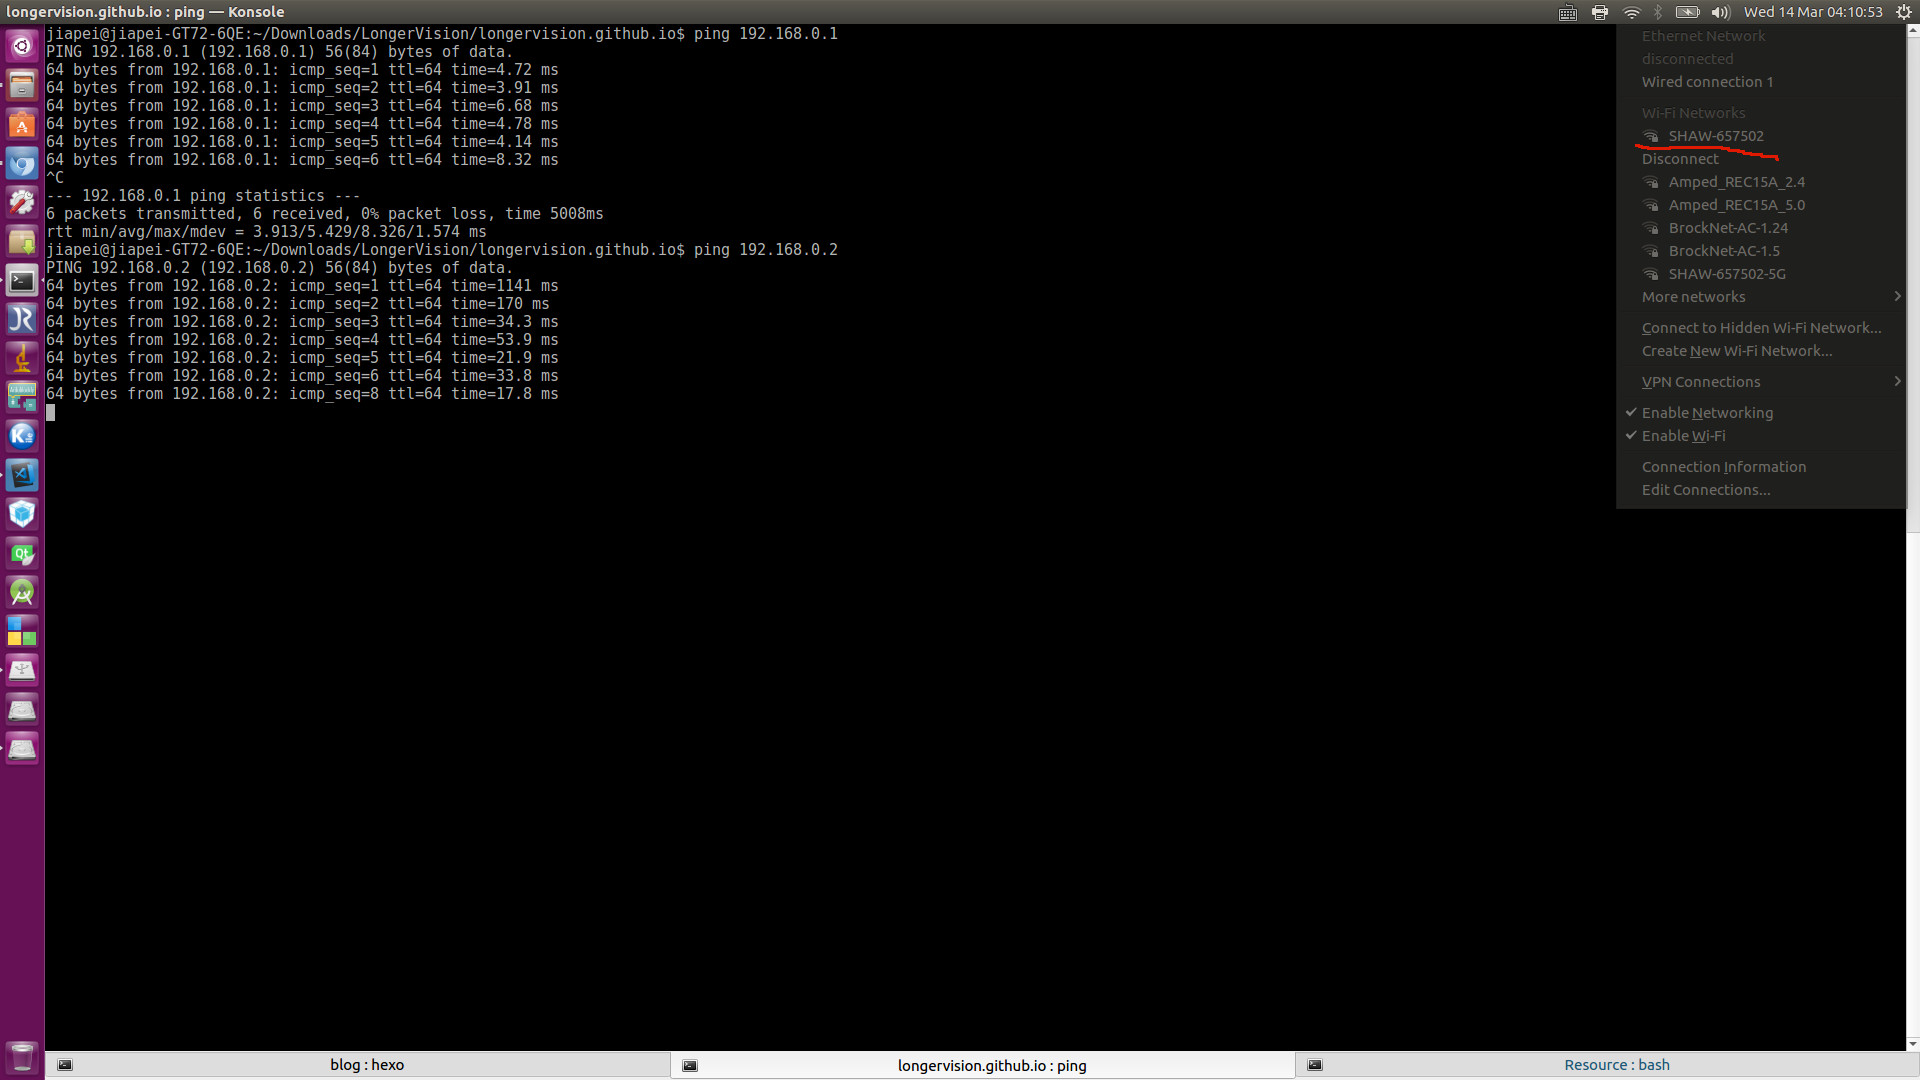 longervision.github.io : ping — Konsole
Wed 14 Mar 04:10:53
jiapei@jiapei-GT72-6QE:~/Downloads/LongerVision/longervision.github.io$ ping 192.168.0.1
PING 192.168.0.1 (192.168.0.1) 56(84) bytes of data.
64 bytes from 192.168.0.1: icmp_seq=1 ttl=64 time=4.72 ms
64 bytes from 192.168.0.1: icmp_seq=2 ttl=64 time=3.91 ms
64 bytes from 192.168.0.1: icmp_seq=3 ttl=64 time=6.68 ms
64 bytes from 192.168.0.1: icmp_seq=4 ttl=64 time=4.78 ms
64 bytes from 192.168.0.1: icmp_seq=5 ttl=64 time=4.14 ms
64 bytes from 192.168.0.1: icmp_seq=6 ttl=64 time=8.32 ms
^C
--- 192.168.0.1 ping statistics ---
6 packets transmitted, 6 received, 0% packet loss, time 5008ms
rtt min/avg/max/mdev = 3.913/5.429/8.326/1.574 ms
jiapei@jiapei-GT72-6QE:~/Downloads/LongerVision/longervision.github.io$ ping 192.168.0.2
PING 192.168.0.2 (192.168.0.2) 56(84) bytes of data.
64 bytes from 192.168.0.2: icmp_seq=1 ttl=64 time=1141 ms
64 bytes from 192.168.0.2: icmp_seq=2 ttl=64 time=170 ms
64 bytes from 192.168.0.2: icmp_seq=3 ttl=64 time=34.3 ms
64 bytes from 192.168.0.2: icmp_seq=4 ttl=64 time=53.9 ms
64 bytes from 192.168.0.2: icmp_seq=5 ttl=64 time=21.9 ms
64 bytes from 192.168.0.2: icmp_seq=6 ttl=64 time=33.8 ms
64 bytes from 192.168.0.2: icmp_seq=8 ttl=64 time=17.8 ms
Ethernet Network
disconnected
Wired connection 1
Wi-Fi Networks
SHAW-657502
Disconnect
Amped_REC15A_2.4
Amped_REC15A_5.0
BrockNet-AC-1.24
BrockNet-AC-1.5
SHAW-657502-5G
More networks
Connect to Hidden Wi-Fi Network...
Create New Wi-Fi Network...
VPN Connections
Enable Networking
Enable Wi-Fi
Connection Information
Edit Connections...
blog : hexo
longervision.github.io : ping
Resource : bash